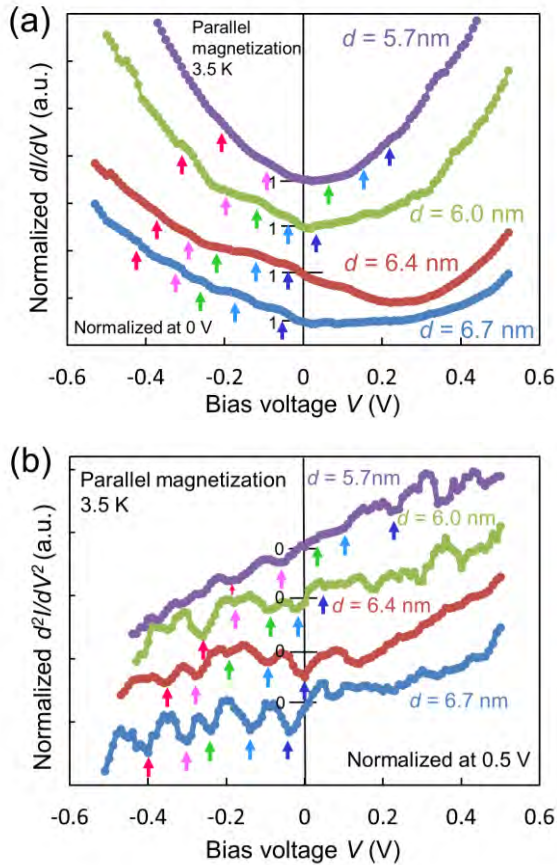 (a)
Parallel
magnetization
3.5 K
d = 5.7nm
d = 6.0 nm
d = 6.4 nm
d = 6.7 nm
1
1
1
1
Normalized dI/dV (a.u.)
Normalized at 0 V
-0.6 -0.4 -0.2 0 0.2 0.4 0.6
Bias voltage V (V)
(b)
Parallel magnetization
3.5 K
d = 5.7nm
d = 6.0 nm
d = 6.4 nm
d = 6.7 nm
0
0
0
0
Normalized d²I/dV² (a.u.)
Normalized at 0.5 V
-0.6 -0.4 -0.2 0 0.2 0.4 0.6
Bias voltage V (V)